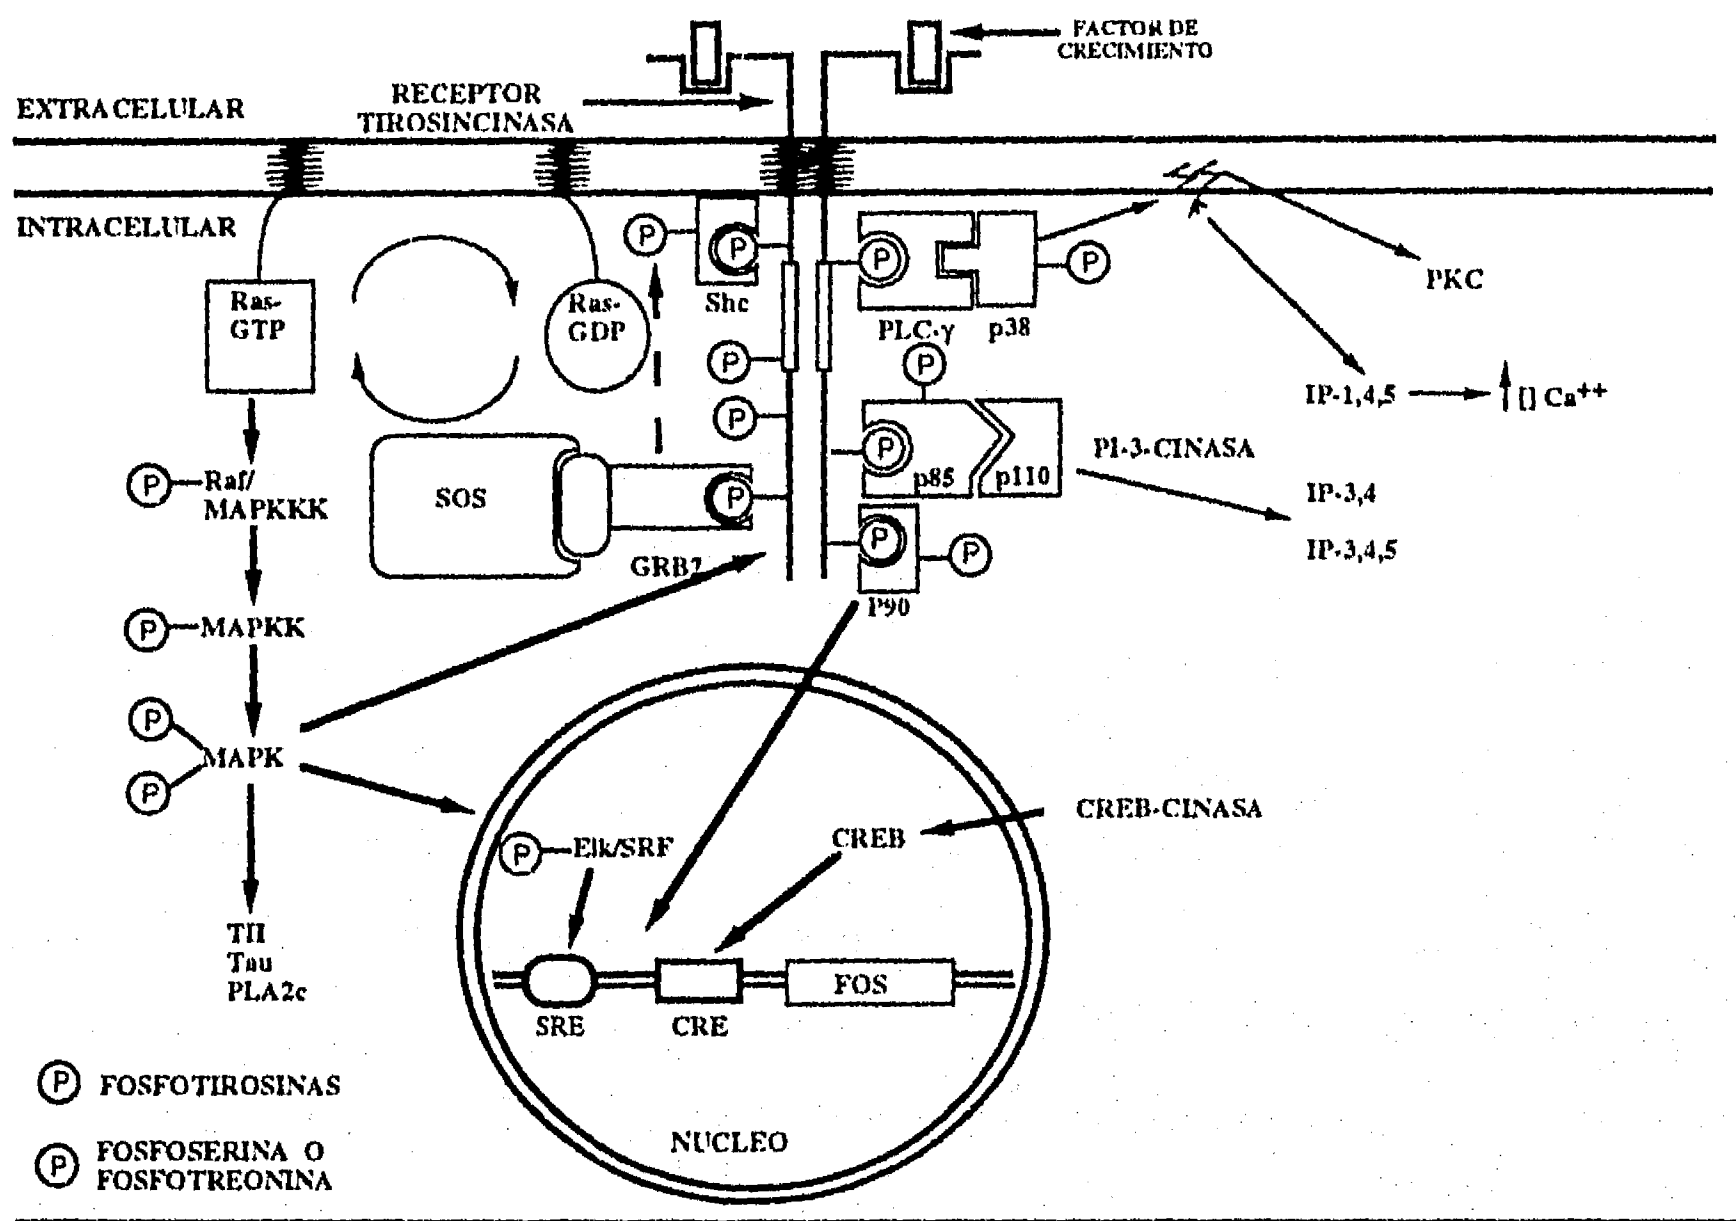 FACTOR DE
CRECIMIENTO
EXTRACELULAR
RECEPTOR
TIROSINCINASA
INTRACELULAR
P
P
P
P
Ras-
GTP
Ras-
GDP
Shc
PLC-γ
p38
PKC
P
P
P
IP-1,4,5
[] Ca++
P
P
p85
p110
PI-3-CINASA
P
Raf/
MAPKKK
SOS
P
IP-3,4
P
P
IP-3,4,5
GRB2
P90
P
MAPKK
P
MAPK
P
CREB-CINASA
P
Elk/SRF
CREB
Tau
PLA2c
FOS
SRE
CRE
P
FOSFOTIROSINAS
NUCLEO
P
FOSFOSERINA O
FOSFOTREONINA